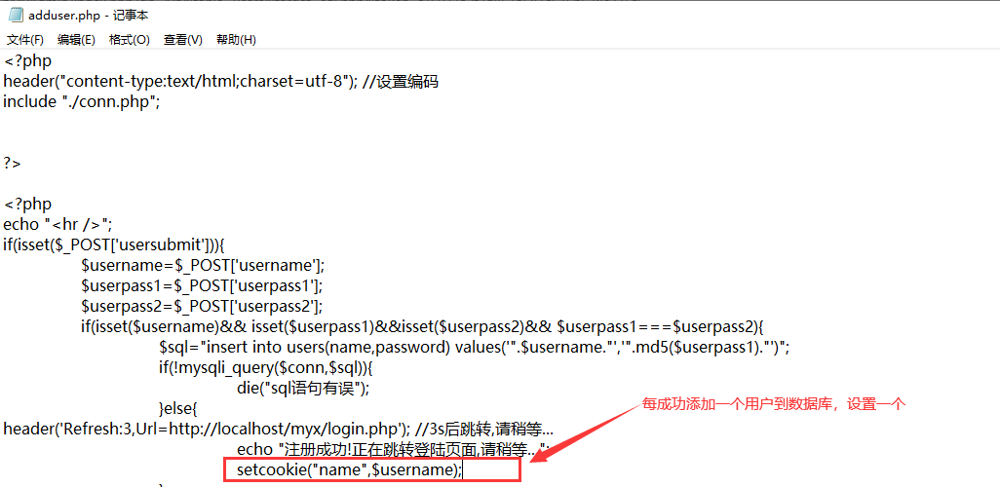 adduser.php - 记事本
文件(F) 编辑(E) 格式(O) 查看(V) 帮助(H)
<?php
header("content-type:text/html;charset=utf-8"); //设置编码
include "./conn.php";
?>
<?php
echo "<hr />";
if(isset($_POST['usersubmit'])){
$username=$_POST['username'];
$userpass1=$_POST['userpass1'];
$userpass2=$_POST['userpass2'];
if(isset($username)&& isset($userpass1)&&isset($userpass2)&& $userpass1===$userpass2){
$sql="insert into users(name,password) values('".$username."','".md5($userpass1)."')";
if(!mysqli_query($conn,$sql)){
die("sql语句有误");
}else{
每成功添加一个用户到数据库，设置一个
header('Refresh:3,Url=http://localhost/myx/login.php'); //3s后跳转,请稍等...
echo "注册成功!正在跳转登陆页面,请稍等...";
setcookie("name",$username);